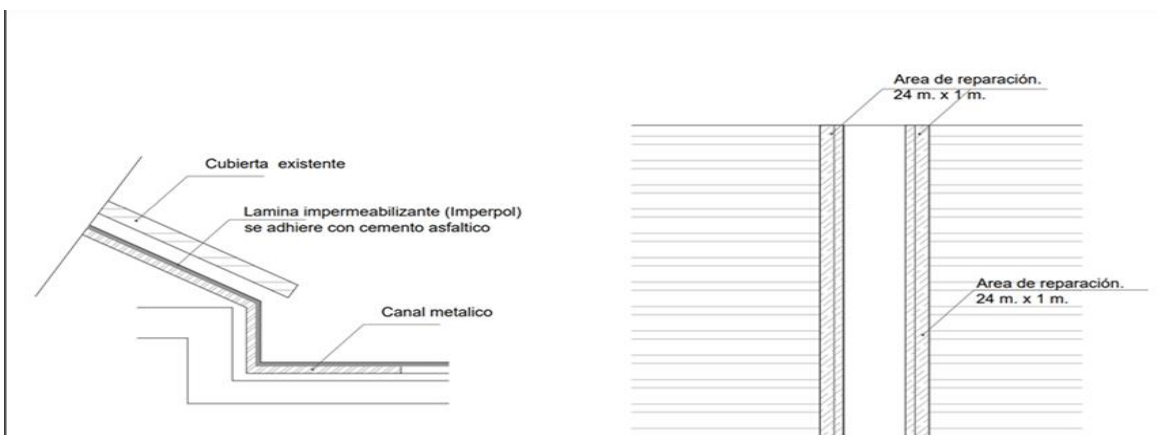 Area de reparación.
24 m. x 1 m.
Cubierta existente
Lamina impermeabilizante (Imperpol)
se adhiere con cemento asfaltico
Canal metalico
Area de reparación.
24 m. x 1 m.